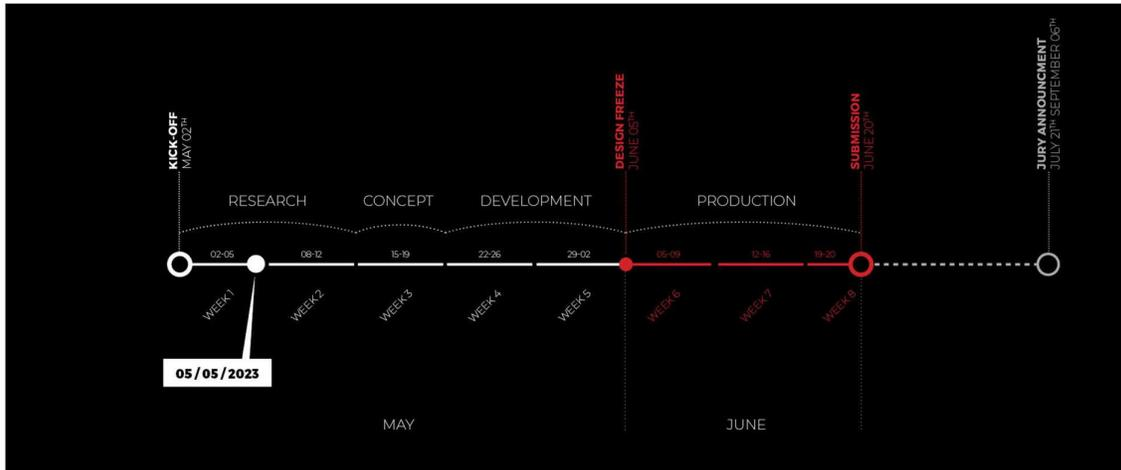 KICK-OFF
MAY 02TH
DESIGN FREEZE
JUNE 05TH
SUBMISSION
JUNE 20TH
JURY ANNOUNCMENT
JULY 21TH SEPTEMBER 06TH
RESEARCH
CONCEPT
DEVELOPMENT
PRODUCTION
02-05
08-12
15-19
22-26
29-02
05-09
12-16
19-20
WEEK 1
WEEK 2
WEEK 3
WEEK 4
WEEK 5
WEEK 6
WEEK 7
WEEK 8
05/05/2023
MAY
JUNE